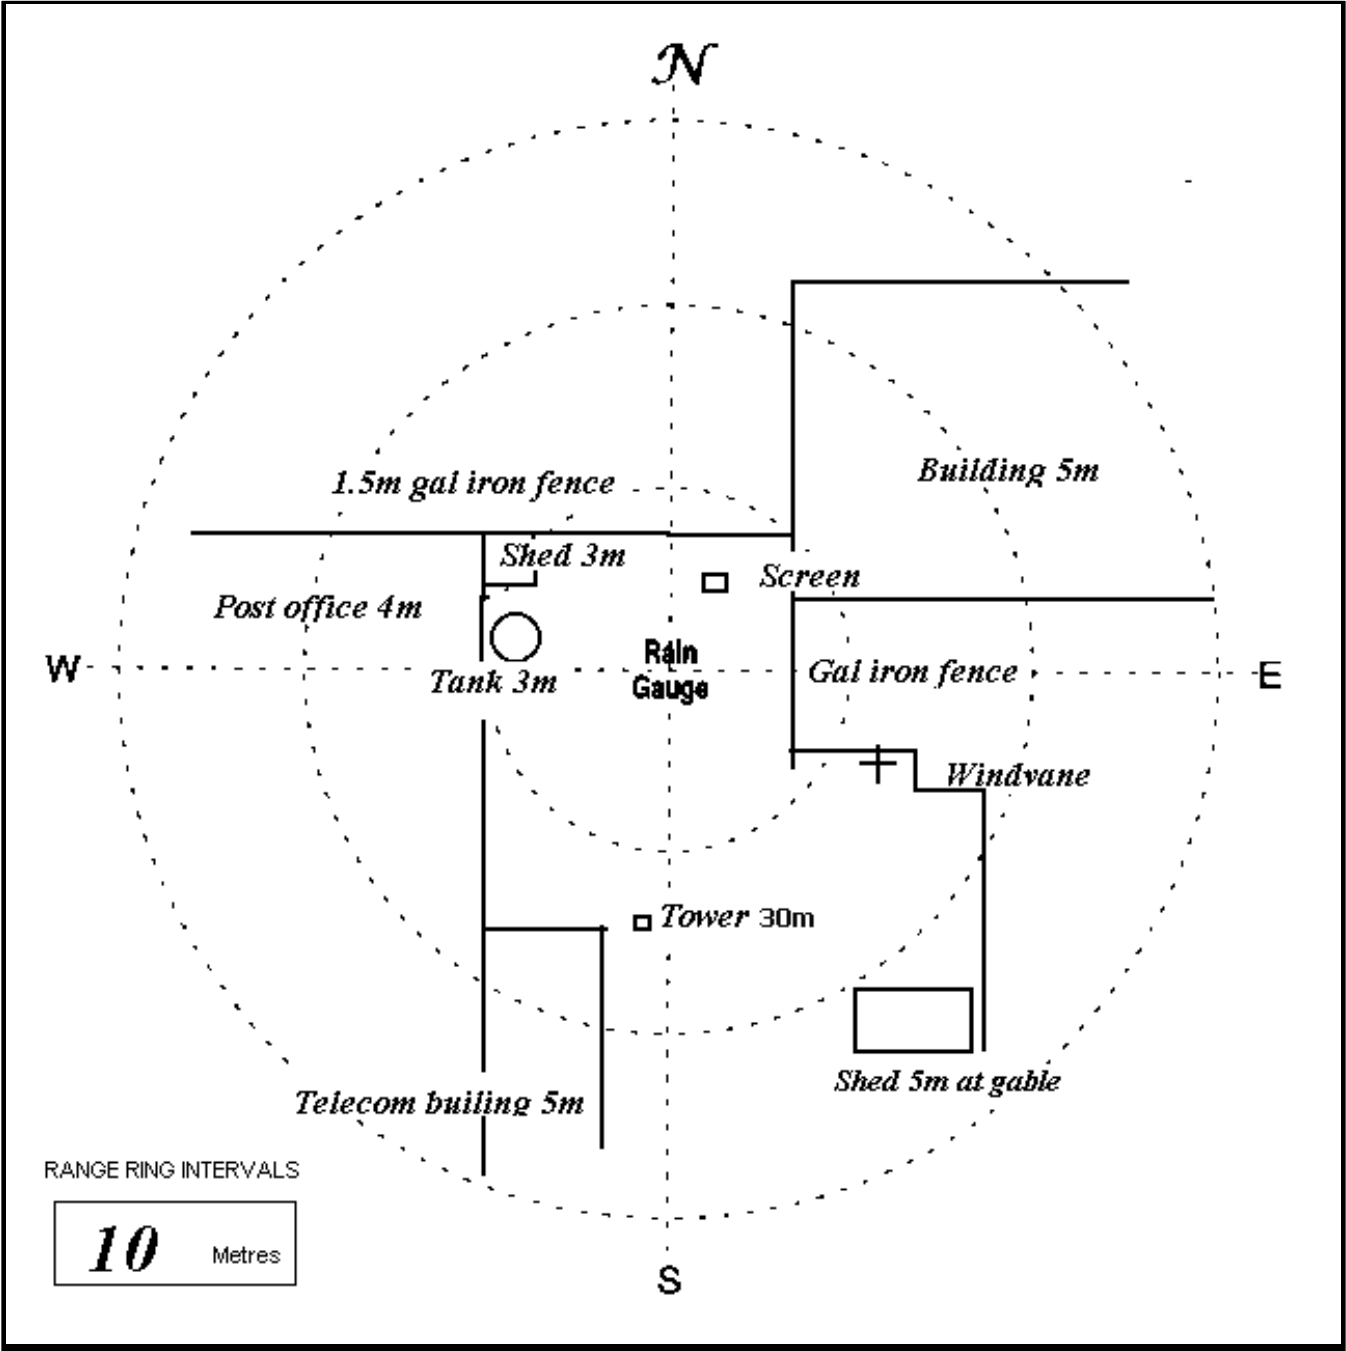 N
1.5m gal iron fence
Building 5m
Shed 3m
Screen
Post office 4m
Rain
Gauge
W
Tank 3m
Gal iron fence
E
Windvane
Tower 30m
Shed 5m at gable
Telecom builing 5m
RANGE RING INTERVALS
10 Metres
S